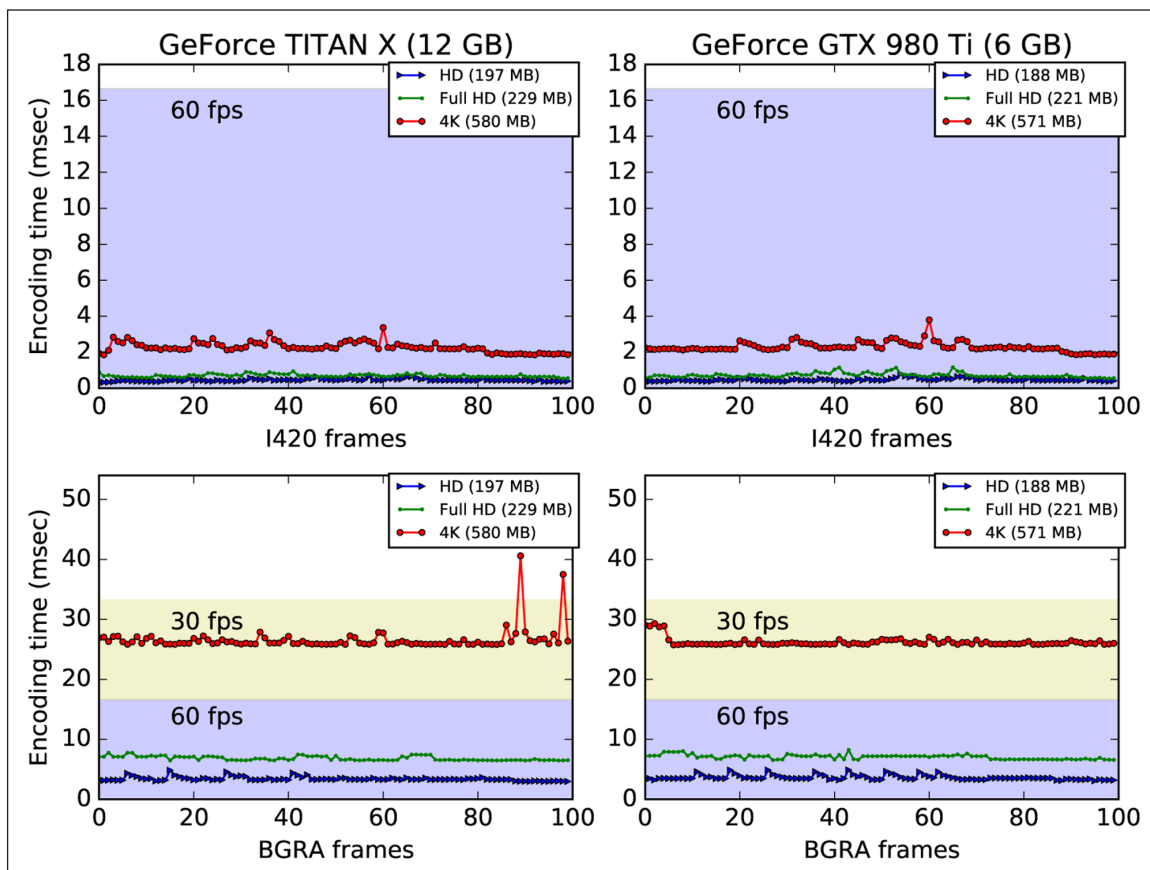 GeForce TITAN X (12 GB)
18
16
14
12
10
8
6
4
2
0
Encoding time (msec)
60 fps
HD (197 MB)
Full HD (229 MB)
4K (580 MB)
0 20 40 60 80 100
I420 frames
GeForce GTX 980 Ti (6 GB)
18
16
14
12
10
8
6
4
2
0
60 fps
HD (188 MB)
Full HD (221 MB)
4K (571 MB)
0 20 40 60 80 100
I420 frames
50
40
30
20
10
0
Encoding time (msec)
HD (197 MB)
Full HD (229 MB)
4K (580 MB)
30 fps
60 fps
0 20 40 60 80 100
BGRA frames
50
40
30
20
10
0
HD (188 MB)
Full HD (221 MB)
4K (571 MB)
30 fps
60 fps
0 20 40 60 80 100
BGRA frames